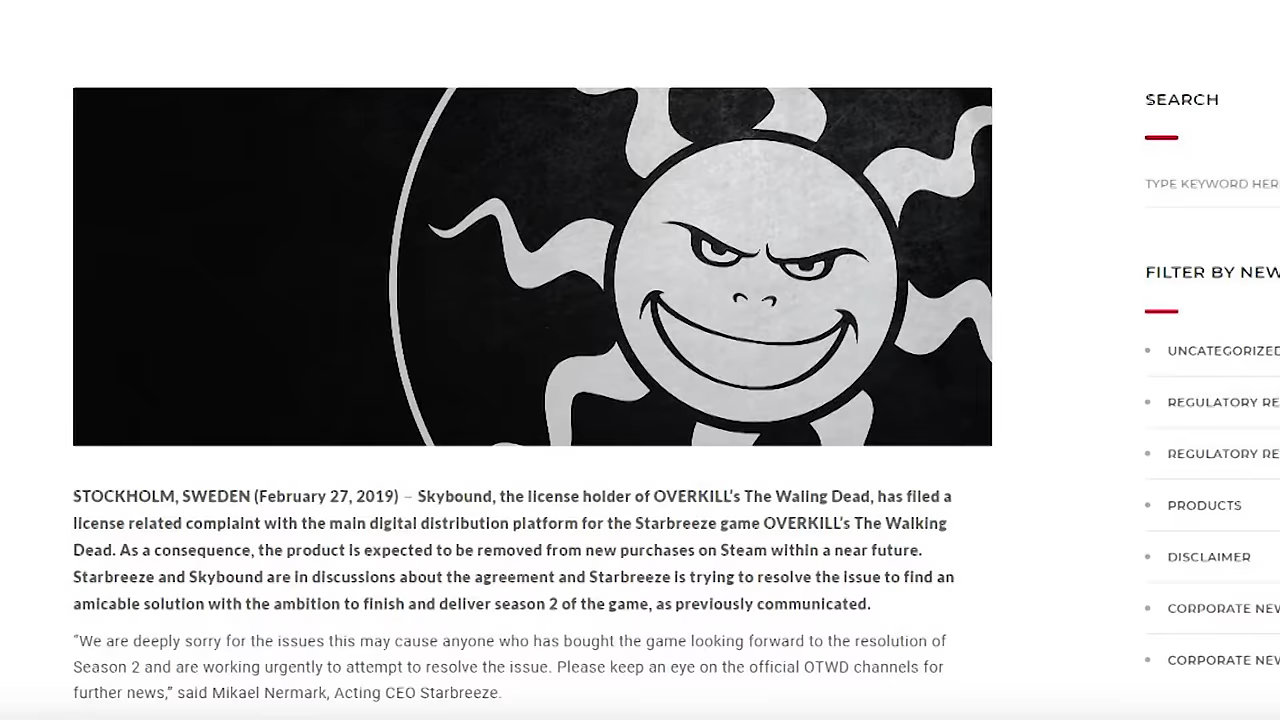 SEARCH
TYPE KEYWORD HER
FILTER BY NEW
UNCATEGORIZED
REGULATORY RE
REGULATORY RE
PRODUCTS
DISCLAIMER
CORPORATE NEW
CORPORATE NEW
STOCKHOLM, SWEDEN (February 27, 2019) – Skybound, the license holder of OVERKILL's The Waling Dead, has filed a
license related complaint with the main digital distribution platform for the Starbreeze game OVERKILL's The Walking
Dead. As a consequence, the product is expected to be removed from new purchases on Steam within a near future.
Starbreeze and Skybound are in discussions about the agreement and Starbreeze is trying to resolve the issue to find an
amicable solution with the ambition to finish and deliver season 2 of the game, as previously communicated.
“We are deeply sorry for the issues this may cause anyone who has bought the game looking forward to the resolution of
Season 2 and are working urgently to attempt to resolve the issue. Please keep an eye on the official OTWD channels for
further news,” said Mikael Nermark, Acting CEO Starbreeze.